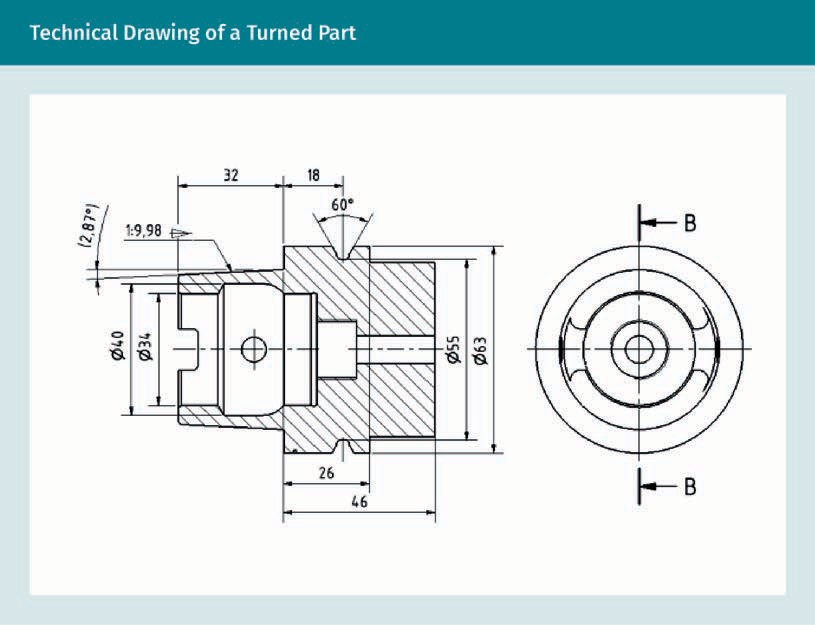 Technical Drawing of a Turned Part
32
18
60°
(2,87°)
1:9,98
B
Ø40
Ø34
Ø55
Ø63
26
46
B